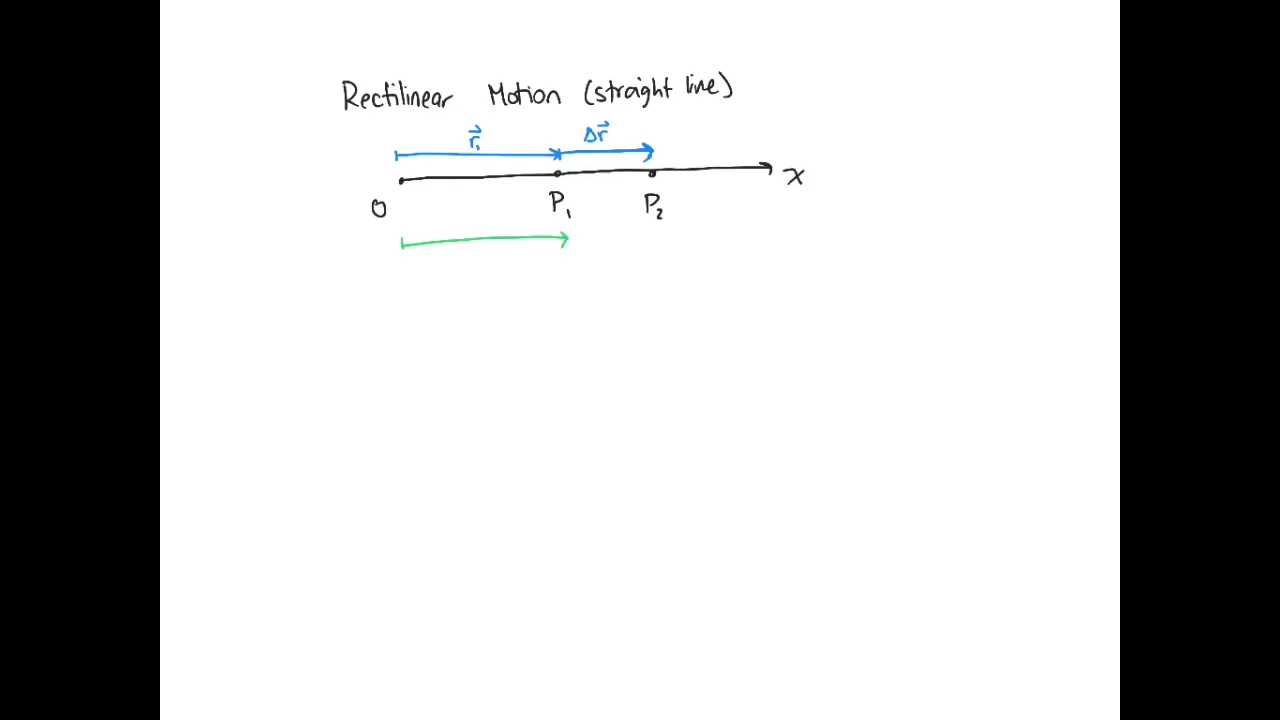 Rectilinear Motion (straight line)
r⃗₁ Δr⃗
O P₁ P₂ x